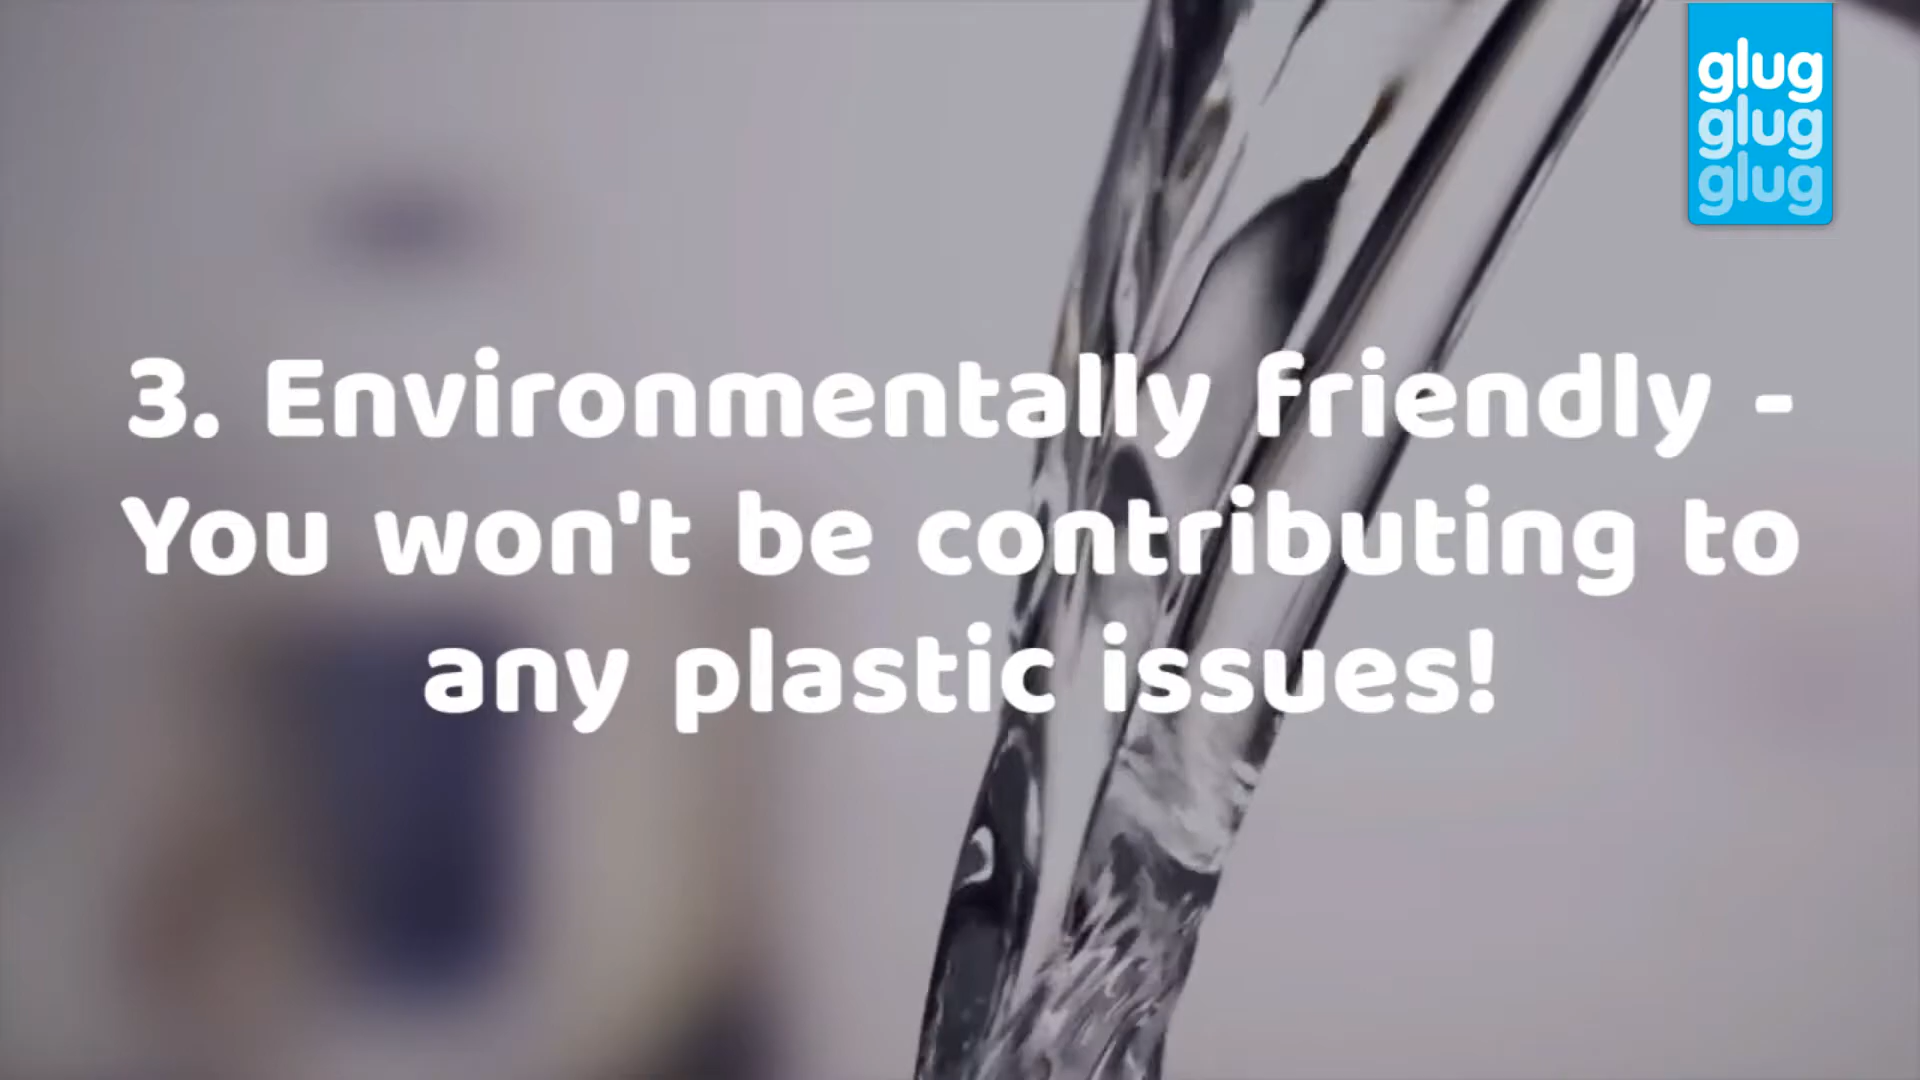 glug
glug
glug
3. Environmentally friendly -
You won't be contributing to
any plastic issues!